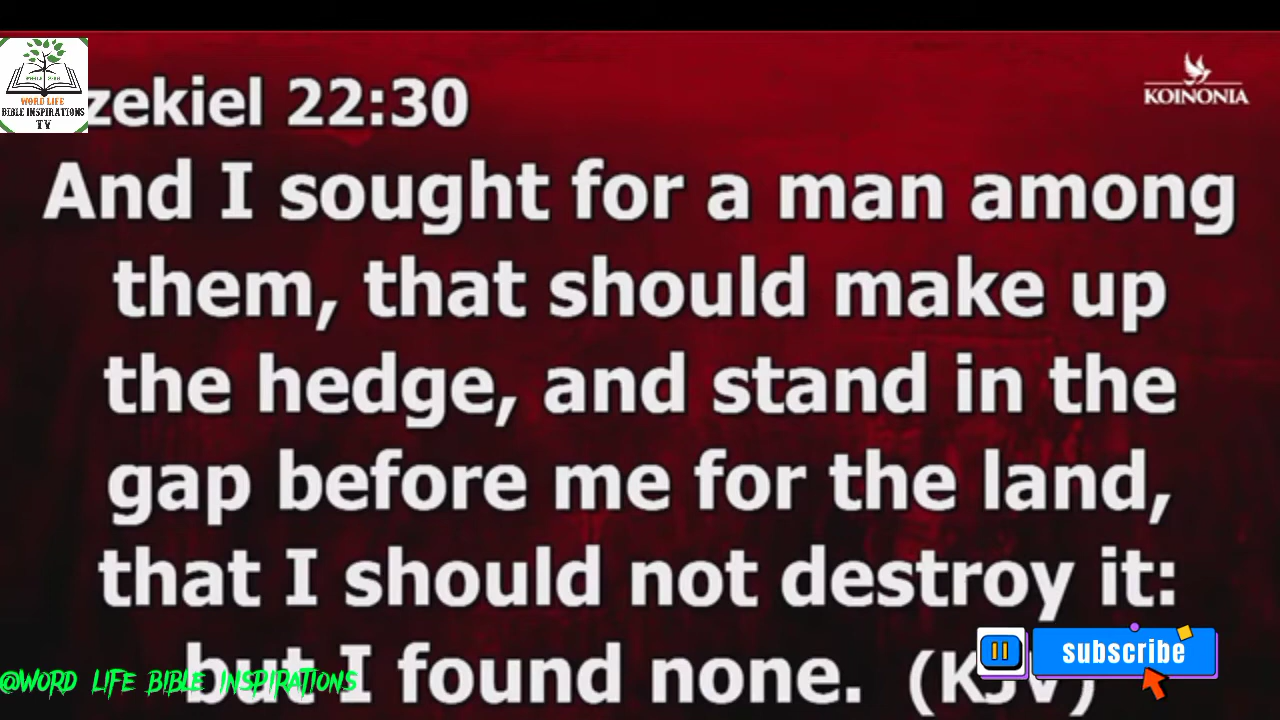 WORD LIFE
BIBLE INSPIRATIONS
TV
zekiel 22:30
KOINONIA
And I sought for a man among
them, that should make up
the hedge, and stand in the
gap before me for the land,
that I should not destroy it:
but I found none. (KJV)
subscribe
@WORD LIFE BIBLE INSPIRATIONS